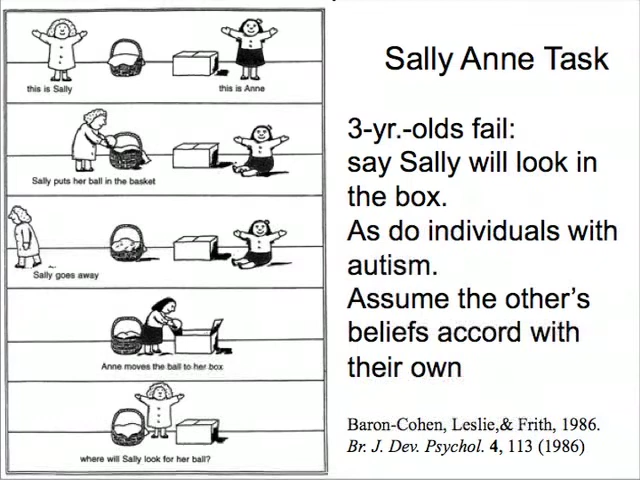 this is Sally
this is Anne
Sally puts her ball in the basket
Sally goes away
Anne moves the ball to her box
where will Sally look for her ball?
Sally Anne Task
3-yr.-olds fail:
say Sally will look in
the box.
As do individuals with
autism.
Assume the other’s
beliefs accord with
their own
Baron-Cohen, Leslie,& Frith, 1986.
Br. J. Dev. Psychol. 4, 113 (1986)